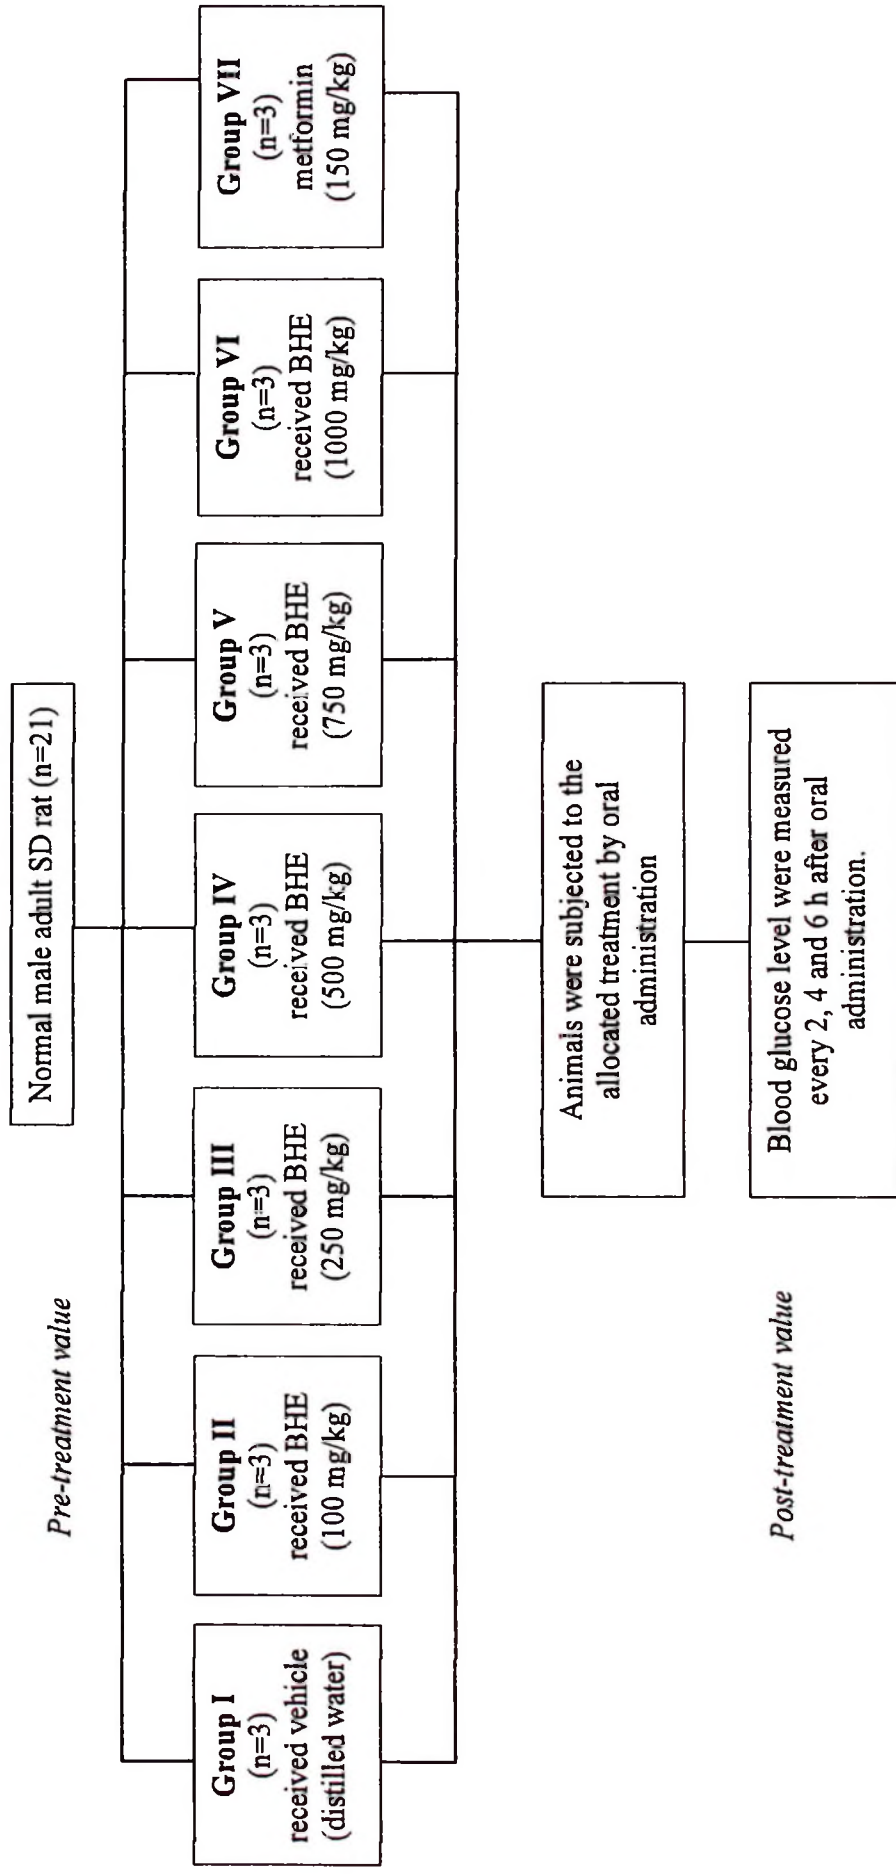 Normal male adult SD rat (n=21)
Pre-treatment value
Group I
(n=3)
received vehicle
(distilled water)
Group II
(n=3)
received BHE
(100 mg/kg)
Group III
(n=3)
received BHE
(250 mg/kg)
Group IV
(n=3)
received BHE
(500 mg/kg)
Group V
(n=3)
received BHE
(750 mg/kg)
Group VI
(n=3)
received BHE
(1000 mg/kg)
Group VII
(n=3)
metformin
(150 mg/kg)
Animals were subjected to the
allocated treatment by oral
administration
Post-treatment value
Blood glucose level were measured
every 2, 4 and 6 h after oral
administration.